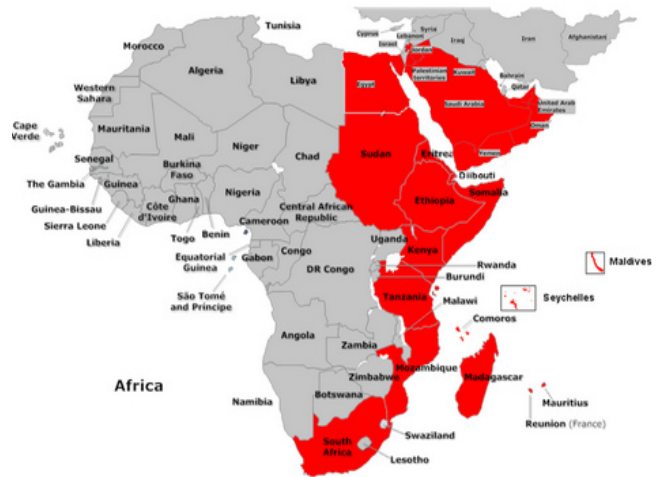 Tunisia
Morocco
Algeria
Libya
Western
Sahara
Cape
Verde
Mauritania
Mali
Niger
Chad
Senegal
The Gambia
Guinea
Burkina
Faso
Guinea-Bissau
Sierra Leone
Liberia
Côte
d'Ivoire
Ghana
Togo
Benin
Nigeria
Cameroon
Central African
Republic
Equatorial
Guinea
Gabon
Congo
São Tomé
and Príncipe
DR Congo
Angola
Zambia
Namibia
Botswana
Zimbabwe
South
Africa
Swaziland
Lesotho
Africa
Cyprus
Lebanon
Syria
Israel
Jordan
Iraq
Iran
Afghanistan
Palestinian
territories
Kuwait
Bahrain
Qatar
Egypt
Saudi Arabia
United Arab
Emirates
Oman
Yemen
Sudan
Eritrea
Djibouti
Ethiopia
Somalia
Uganda
Kenya
Rwanda
Burundi
Tanzania
Malawi
Mozambique
Maldives
Seychelles
Comoros
Madagascar
Mauritius
Reunion (France)